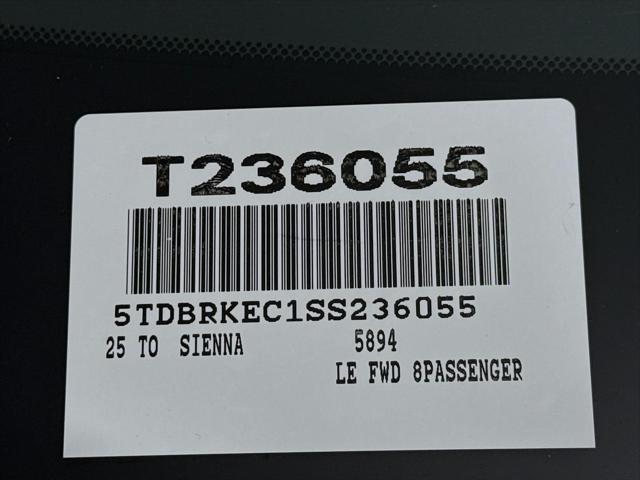 T236055
5TDBRKEC1SS236055
25 TO SIENNA 5894
LE FWD 8PASSENGER